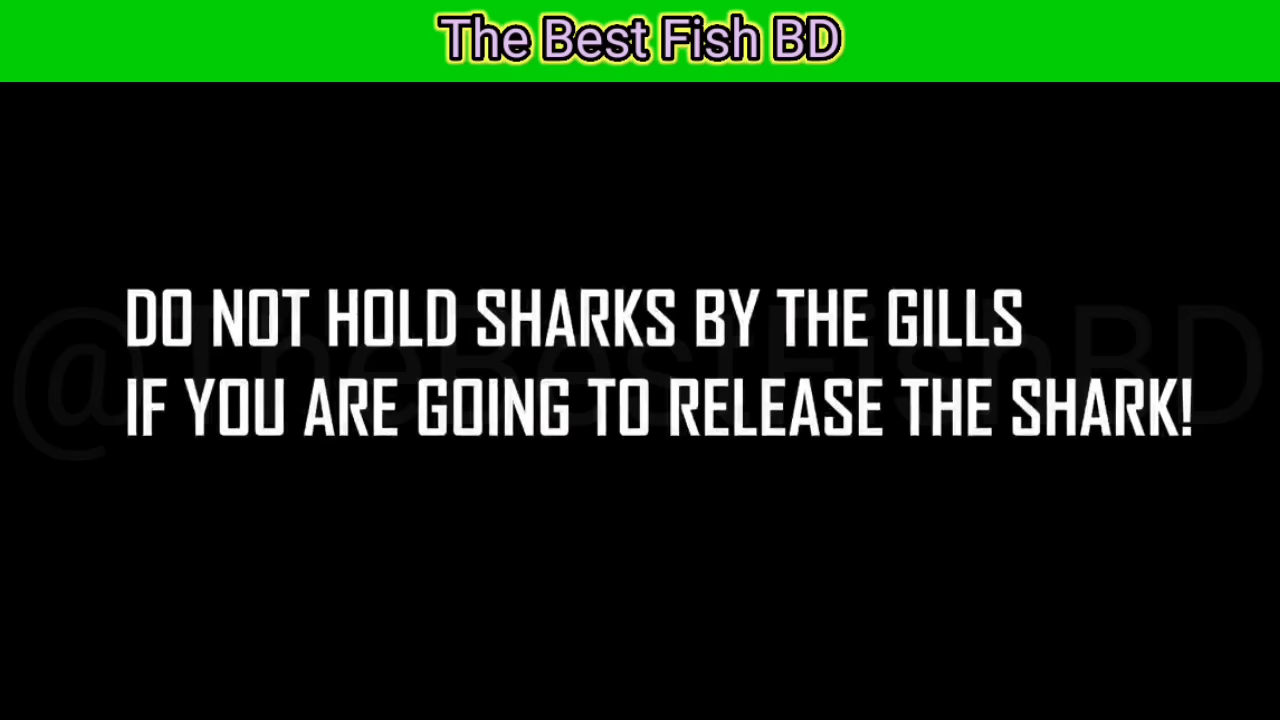 The Best Fish BD
DO NOT HOLD SHARKS BY THE GILLS
IF YOU ARE GOING TO RELEASE THE SHARK!
@TheBestFishBD